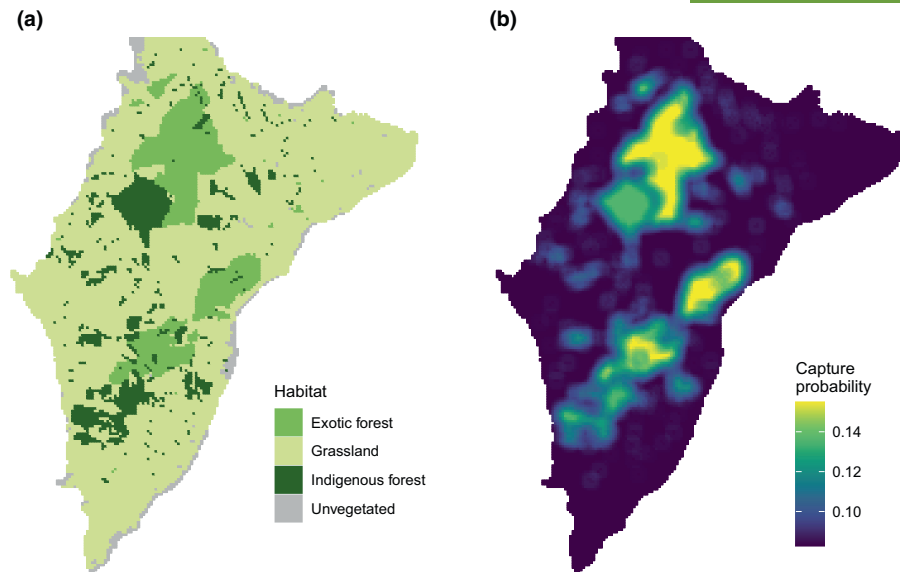 (a)
(b)
Habitat
Exotic forest
Grassland
Indigenous forest
Unvegetated
Capture
probability
0.14
0.12
0.10